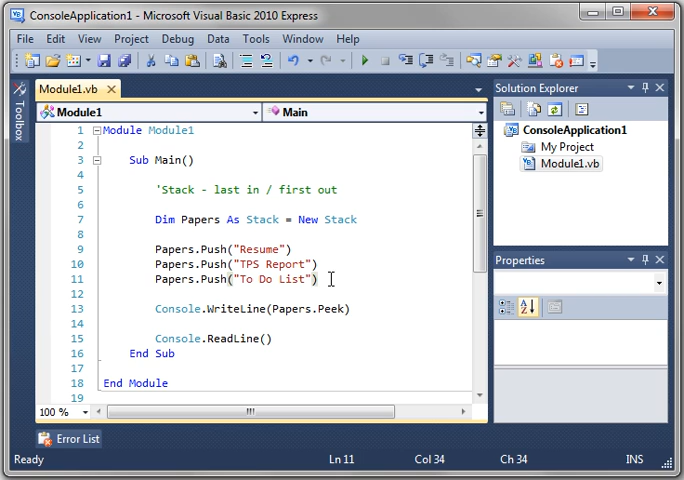 ConsoleApplication1 - Microsoft Visual Basic 2010 Express
File Edit View Project Debug Data Tools Window Help
Toolbox
Module1.vb
Module1 Main
1 Module Module1
2
3 Sub Main()
4
5 'Stack - last in / first out
6
7 Dim Papers As Stack = New Stack
8
9 Papers.Push("Resume")
10 Papers.Push("TPS Report")
11 Papers.Push("To Do List")
12
13 Console.WriteLine(Papers.Peek)
14
15 Console.ReadLine()
16 End Sub
17
18 End Module
19
100 %
Solution Explorer
ConsoleApplication1
My Project
Module1.vb
Properties
Error List
Ready Ln 11 Col 34 Ch 34 INS